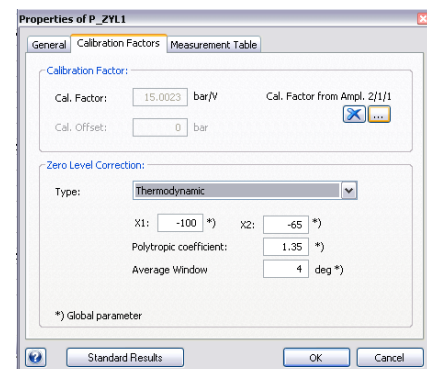 Properties of P_ZYL1
General Calibration Factors Measurement Table
Calibration Factor:
Cal. Factor: 15.0023 bar/V Cal. Factor from Ampl. 2/1/1
...
Cal. Offset: 0 bar
Zero Level Correction:
Type: Thermodynamic
X1: -100 *) X2: -65 *)
Polytropic coefficient: 1.35 *)
Average Window 4 deg *)
*) Global parameter
? Standard Results OK Cancel